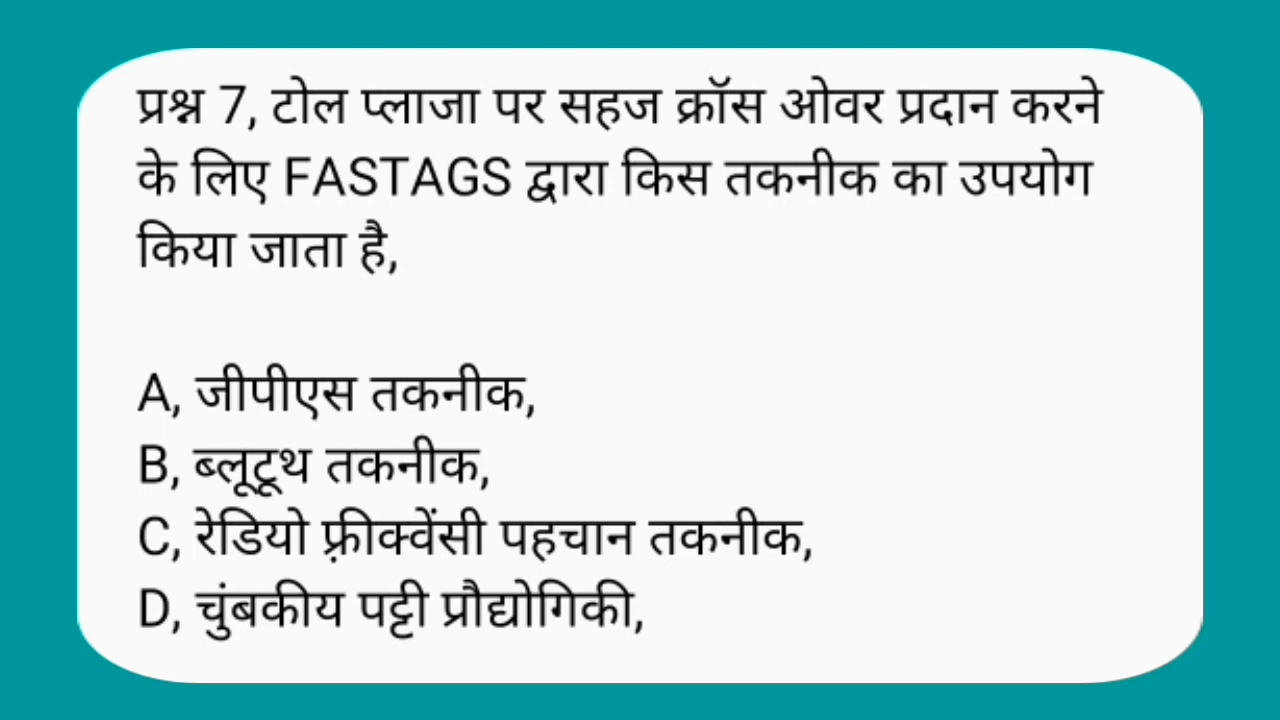 प्रश्न 7, टोल प्लाजा पर सहज क्रॉस ओवर प्रदान करने
के लिए FASTAGS द्वारा किस तकनीक का उपयोग
किया जाता है,
A, जीपीएस तकनीक,
B, ब्लूटूथ तकनीक,
C, रेडियो फ़्रीक्वेंसी पहचान तकनीक,
D, चुंबकीय पट्टी प्रौद्योगिकी,